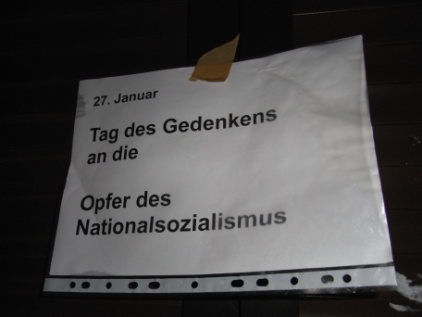 27. Januar
Tag des Gedenkens
an die
Opfer des
Nationalsozialismus